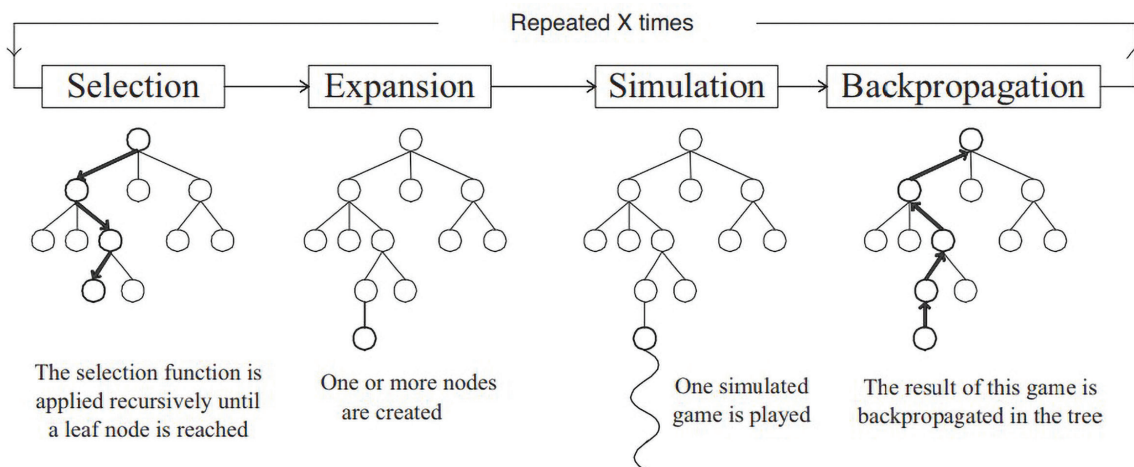 Repeated X times
Selection
Expansion
Simulation
Backpropagation
The selection function is
applied recursively until
a leaf node is reached
One or more nodes
are created
One simulated
game is played
The result of this game is
backpropagated in the tree